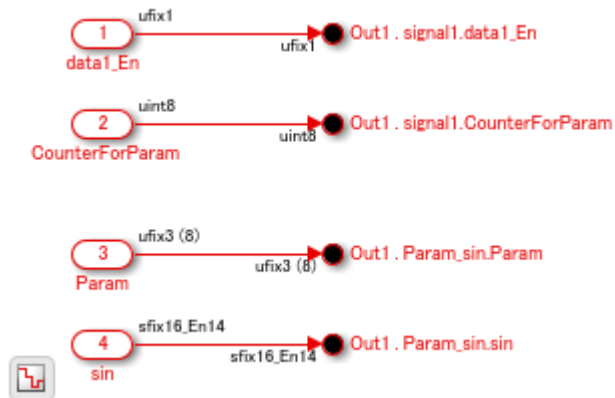 ufix1
1
ufix1
Out1 . signal1.data1_En
data1_En
uint8
2
uint8
Out1 . signal1.CounterForParam
CounterForParam
ufix3 (8)
3
ufix3 (8)
Out1 . Param_sin.Param
Param
sfix16_En14
4
sfix16_En14
Out1 . Param_sin.sin
sin